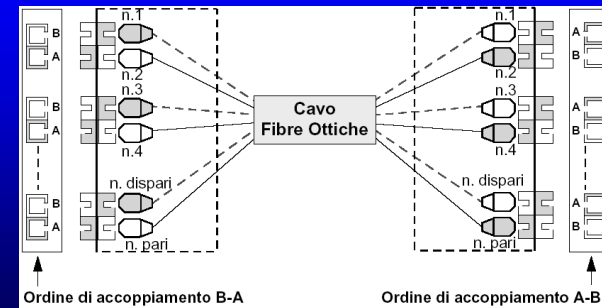 n.1
B
A
n.2
n.3
B
A
n.4
n. dispari
B
A
n. pari
Ordine di accoppiamento B-A
Cavo
Fibre Ottiche
n.1
A
B
n.2
n.3
A
B
n.4
n. dispari
A
B
n. pari
Ordine di accoppiamento A-B